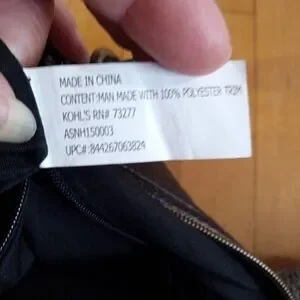 MADE IN CHINA
CONTENT:MAN MADE WITH 100% POLYESTER TRIM
KOHL'S RN# 73277
ASNH150003
UPC#:844267063824